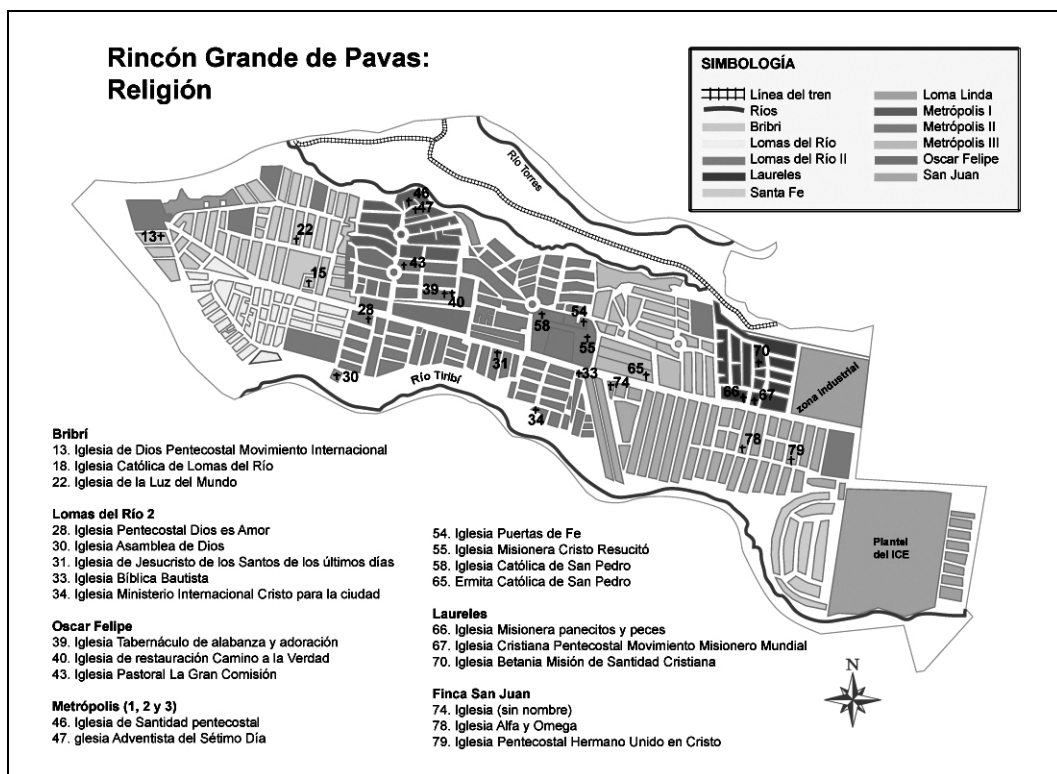 Rincón Grande de Pavas:
Religión
SIMBOLOGÍA
Línea del tren
Ríos
Bribri
Lomas del Río
Lomas del Río II
Laureles
Santa Fe
Loma Linda
Metrópolis I
Metrópolis II
Metrópolis III
Oscar Felipe
San Juan
Río Torres
46
47
13
22
43
15
39
40
28
58
54
55
31
30
Río Tiribí
33
74
65
34
70
66
67
zona industrial
78
79
Plantel
del ICE
Bribrí
13. Iglesia de Dios Pentecostal Movimiento Internacional
18. Iglesia Católica de Lomas del Río
22. Iglesia de la Luz del Mundo
Lomas del Río 2
28. Iglesia Pentecostal Dios es Amor
30. Iglesia Asamblea de Dios
31. Iglesia de Jesucristo de los Santos de los últimos días
33. Iglesia Bíblica Bautista
34. Iglesia Ministerio Internacional Cristo para la ciudad
Oscar Felipe
39. Iglesia Tabernáculo de alabanza y adoración
40. Iglesia de restauración Camino a la Verdad
43. Iglesia Pastoral La Gran Comisión
Metrópolis (1, 2 y 3)
46. Iglesia de Santidad pentecostal
47. glesia Adventista del Sétimo Día
54. Iglesia Puertas de Fe
55. Iglesia Misionera Cristo Resucitó
58. Iglesia Católica de San Pedro
65. Ermita Católica de San Pedro
Laureles
66. Iglesia Misionera panecitos y peces
67. Iglesia Cristiana Pentecostal Movimiento Misionero Mundial
70. Iglesia Betania Misión de Santidad Cristiana
Finca San Juan
74. Iglesia (sin nombre)
78. Iglesia Alfa y Omega
79. Iglesia Pentecostal Hermano Unido en Cristo
N